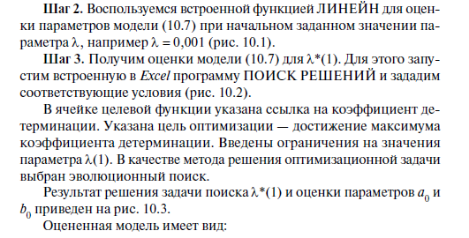 Шаг 2. Воспользуемся встроенной функцией ЛИНЕЙН для оцен-
ки параметров модели (10.7) при начальном заданном значении па-
раметра λ, например λ = 0,001 (рис. 10.1).
Шаг 3. Получим оценки модели (10.7) для λ*(1). Для этого запу-
стим встроенную в Excel программу ПОИСК РЕШЕНИЙ и зададим
соответствующие условия (рис. 10.2).
В ячейке целевой функции указана ссылка на коэффициент де-
терминации. Указана цель оптимизации — достижение максимума
коэффициента детерминации. Введены ограничения на значения
параметра λ(1). В качестве метода решения оптимизационной задачи
выбран эволюционный поиск.
Результат решения задачи поиска λ*(1) и оценки параметров a₀ и
b₀ приведен на рис. 10.3.
Оцененная модель имеет вид: